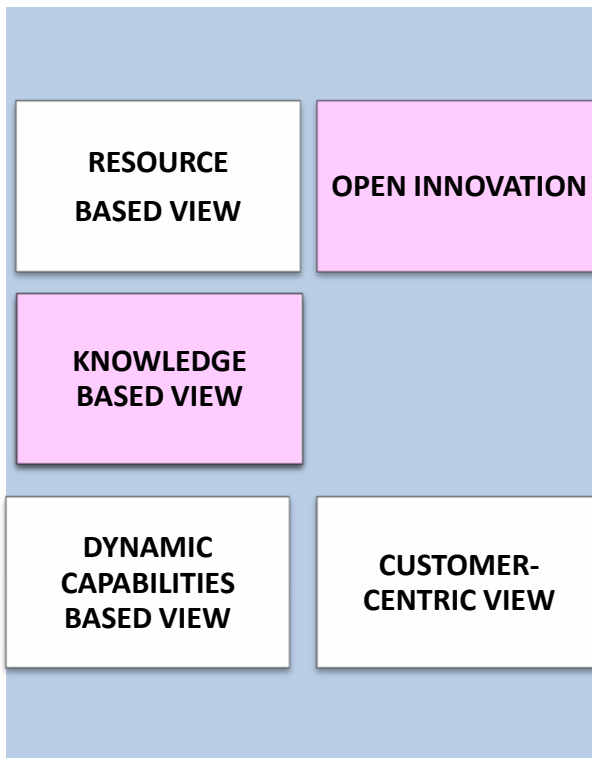 RESOURCE
BASED VIEW
OPEN INNOVATION
KNOWLEDGE
BASED VIEW
DYNAMIC
CAPABILITIES
BASED VIEW
CUSTOMER-
CENTRIC VIEW